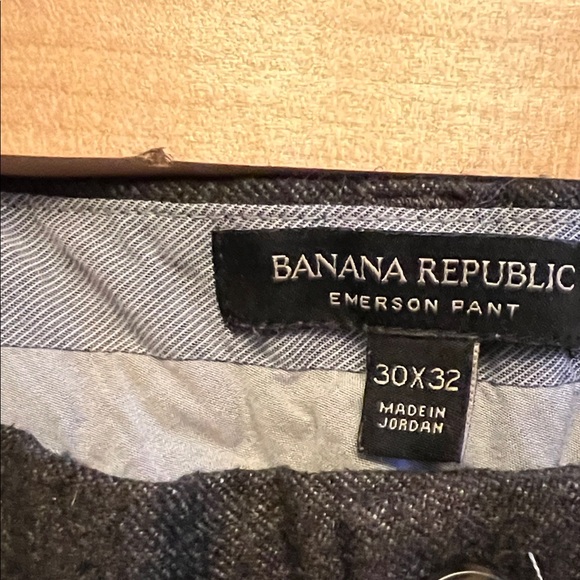 BANANA REPUBLIC
EMERSON PANT
30X32
MADE IN
JORDAN